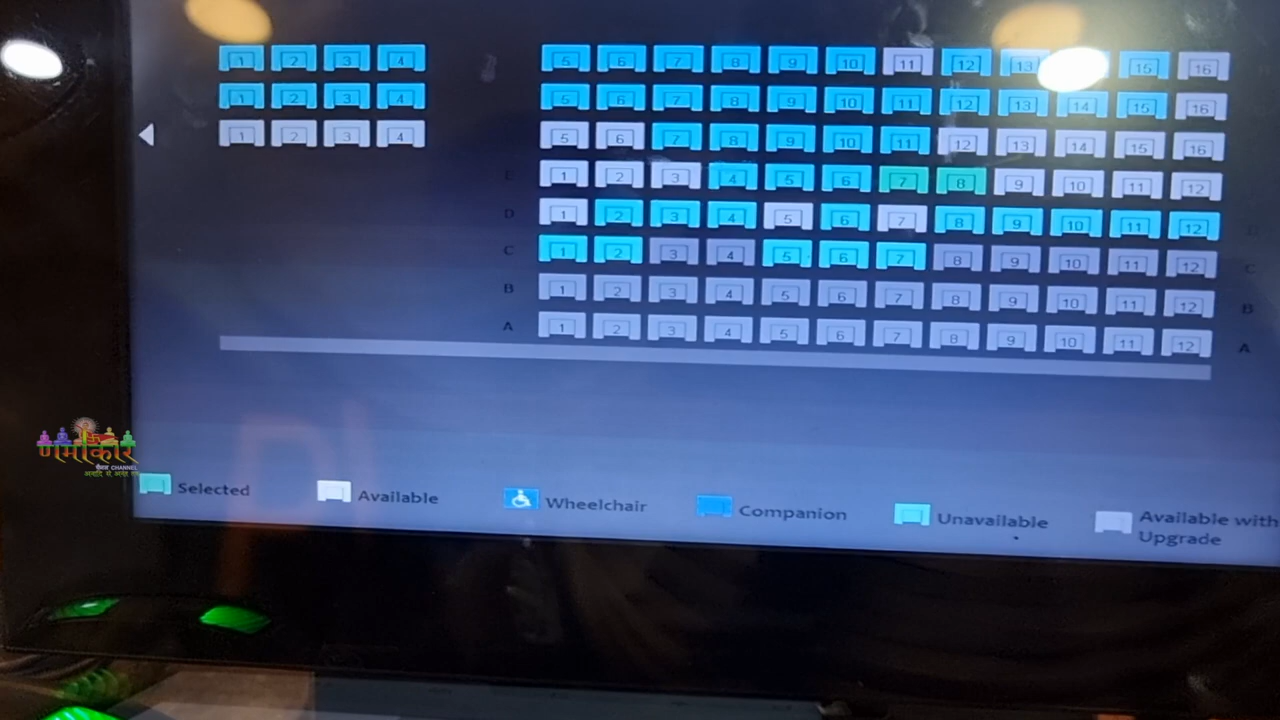 1 2 3 4 5 6 7 8 9 10 11 12 13 15 16
1 2 3 4 5 6 7 8 9 10 11 12 13 14 15 16
1 2 3 4 5 6 7 8 9 10 11 12 13 14 15 16
1 2 3 4 5 6 7 8 9 10 11 12
D 1 2 3 4 5 6 7 8 9 10 11 12 D
C 1 2 3 4 5 6 7 8 9 10 11 12 C
B 1 2 3 4 5 6 7 8 9 10 11 12 B
A 1 2 3 4 5 6 7 8 9 10 11 12 A
णमोकार
CHANNEL
Selected Available Wheelchair Companion Unavailable Available with
Upgrade